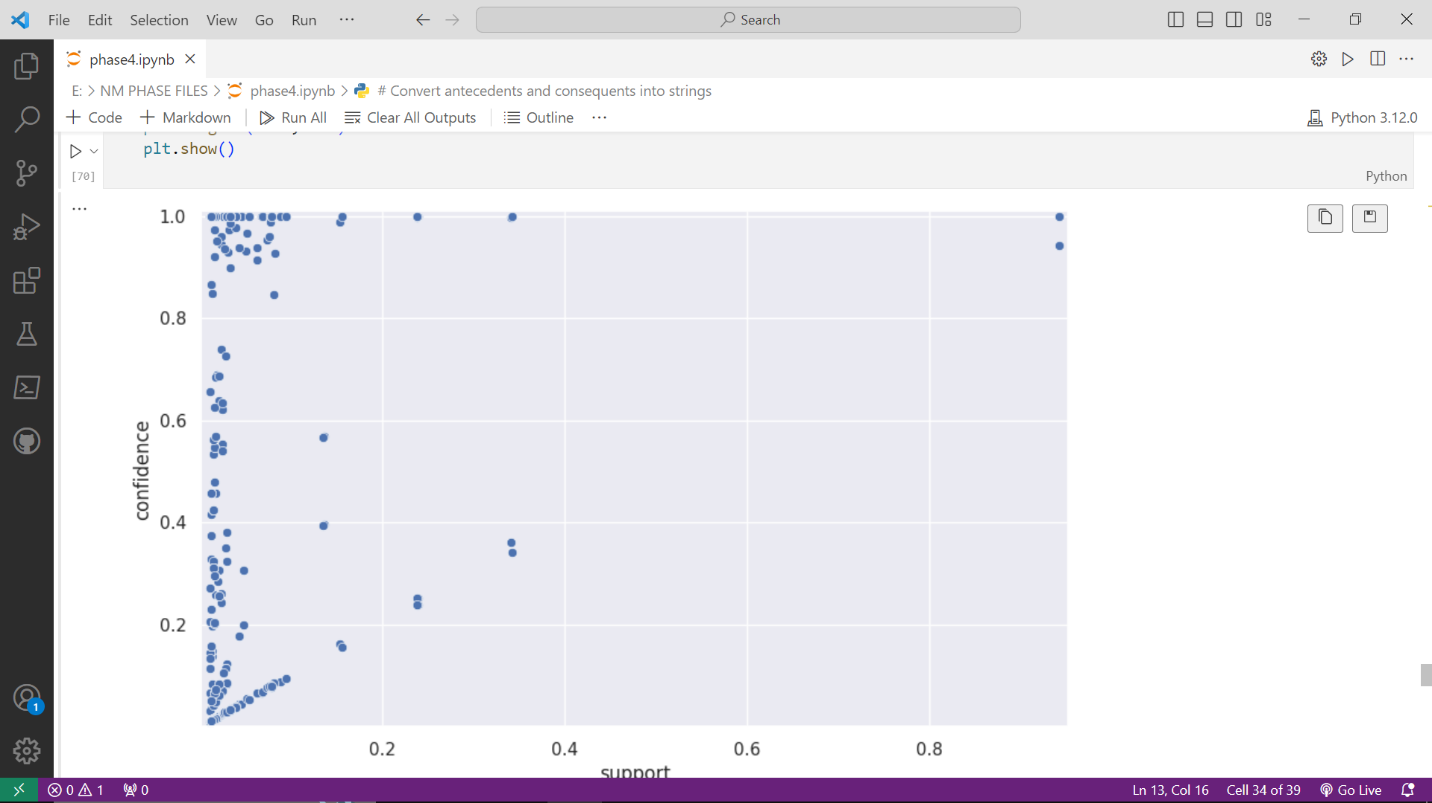 File Edit Selection View Go Run ··· Search
phase4.ipynb
E: > NM PHASE FILES > phase4.ipynb > # Convert antecedents and consequents into strings
+ Code + Markdown Run All Clear All Outputs Outline ··· Python 3.12.0
plt.show()
[70] Python
1.0
0.8
0.6
0.4
0.2
confidence
0.2 0.4 0.6 0.8
support
1
0 1 0 Ln 13, Col 16 Cell 34 of 39 Go Live